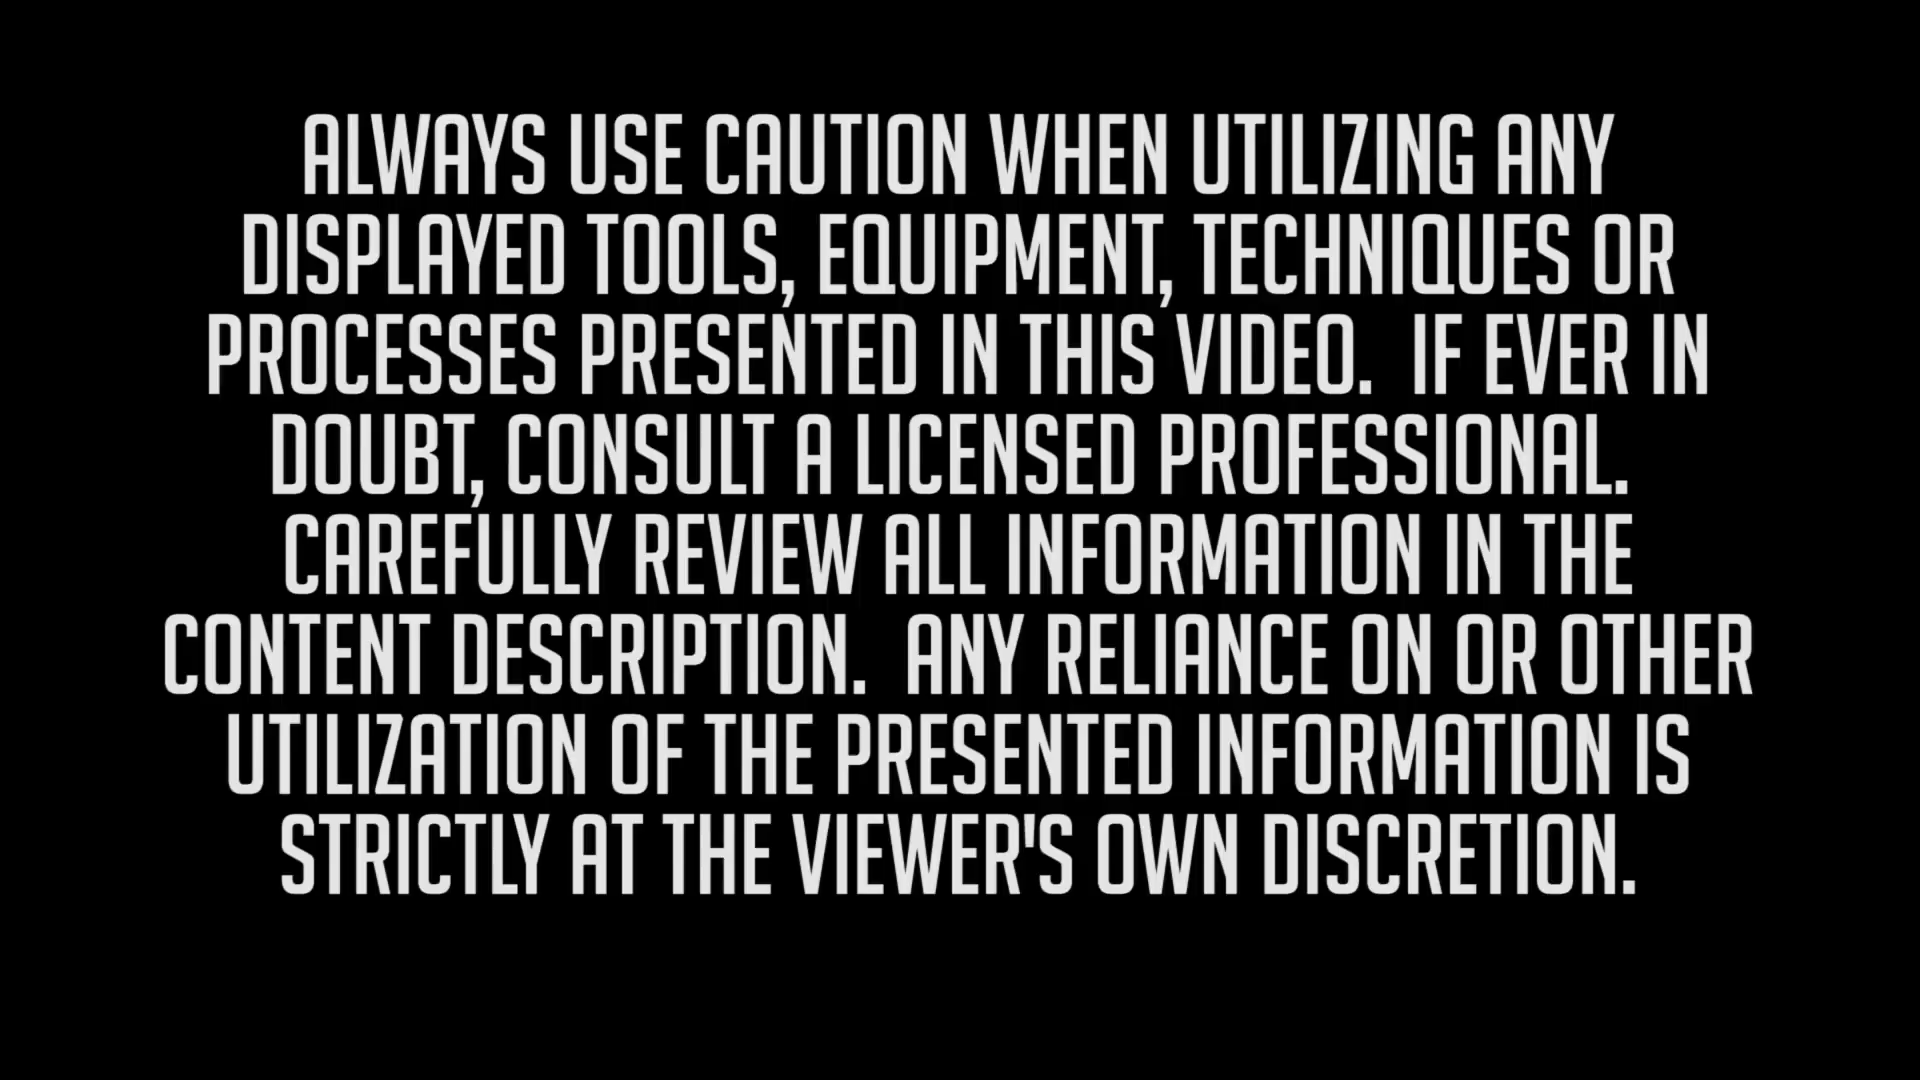 ALWAYS USE CAUTION WHEN UTILIZING ANY
DISPLAYED TOOLS, EQUIPMENT, TECHNIQUES OR
PROCESSES PRESENTED IN THIS VIDEO.  IF EVER IN
DOUBT, CONSULT A LICENSED PROFESSIONAL.
CAREFULLY REVIEW ALL INFORMATION IN THE
CONTENT DESCRIPTION.  ANY RELIANCE ON OR OTHER
UTILIZATION OF THE PRESENTED INFORMATION IS
STRICTLY AT THE VIEWER'S OWN DISCRETION.